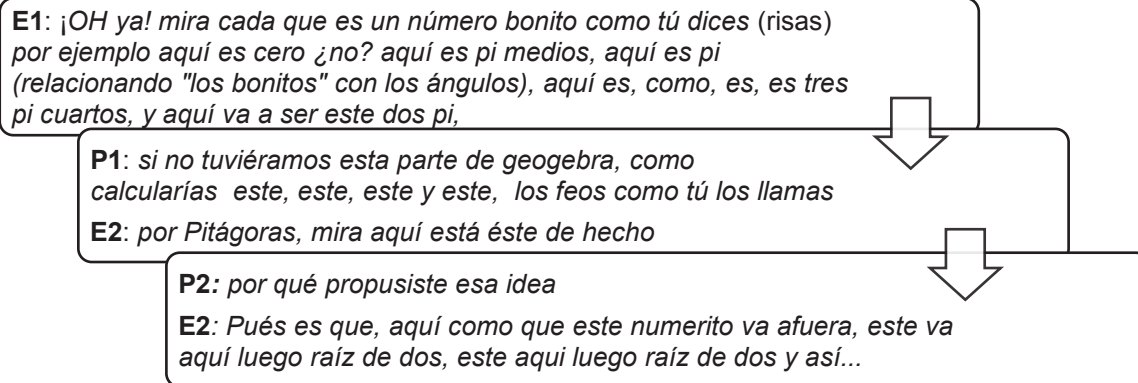 E1: ¡OH ya! mira cada que es un número bonito como tú dices (risas)
por ejemplo aquí es cero ¿no? aquí es pi medios, aquí es pi
(relacionando "los bonitos" con los ángulos), aquí es, como, es, es tres
pi cuartos, y aquí va a ser este dos pi,
P1: si no tuviéramos esta parte de geogebra, como
calcularías este, este, este y este, los feos como tú los llamas
E2: por Pitágoras, mira aquí está éste de hecho
P2: por qué propusiste esa idea
E2: Pués es que, aquí como que este numerito va afuera, este va
aquí luego raíz de dos, este aqui luego raíz de dos y así...